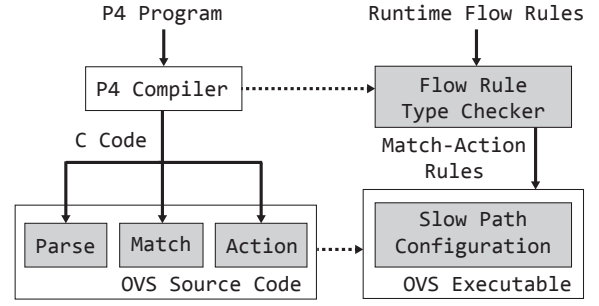 P4 Program
Runtime Flow Rules
P4 Compiler
Flow Rule
Type Checker
C Code
Match-Action
Rules
Parse
Match
Action
OVS Source Code
Slow Path
Configuration
OVS Executable